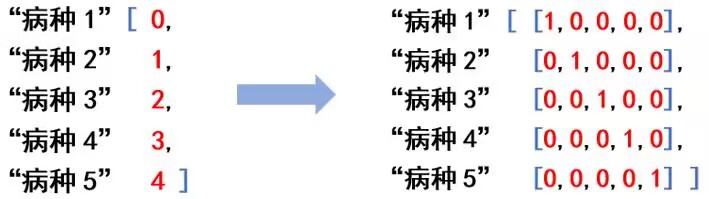 “病种 1” [ 0, “病种 1” [ [1,0,0,0,0],
“病种 2” 1, “病种 2” [0,1,0,0,0],
“病种 3” 2, “病种 3” [0,0,1,0,0],
“病种 4” 3, “病种 4” [0,0,0,1,0],
“病种 5” 4 ] “病种 5” [0,0,0,0,1] ]